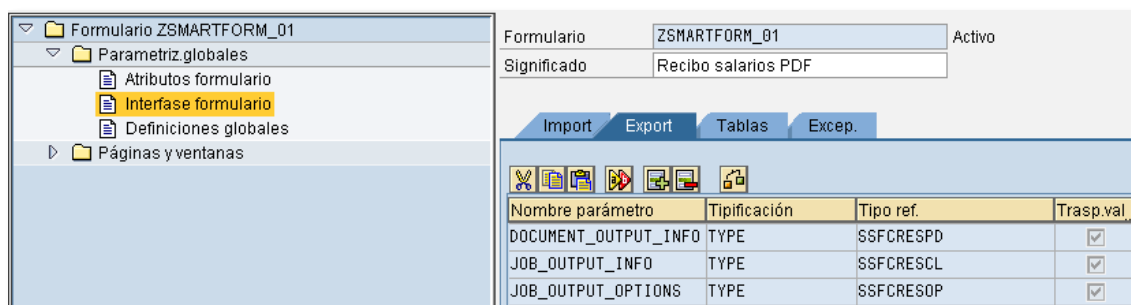 Formulario ZSMARTFORM_01
Parametriz.globales
Atributos formulario
Interfase formulario
Definiciones globales
Páginas y ventanas
Formulario ZSMARTFORM_01 Activo
Significado Recibo salarios PDF
Import Export Tablas Excep.
Nombre parámetro Tipificación Tipo ref. Trasp.val
DOCUMENT_OUTPUT_INFO TYPE SSFCRESPD
JOB_OUTPUT_INFO TYPE SSFCRESCL
JOB_OUTPUT_OPTIONS TYPE SSFCRESOP